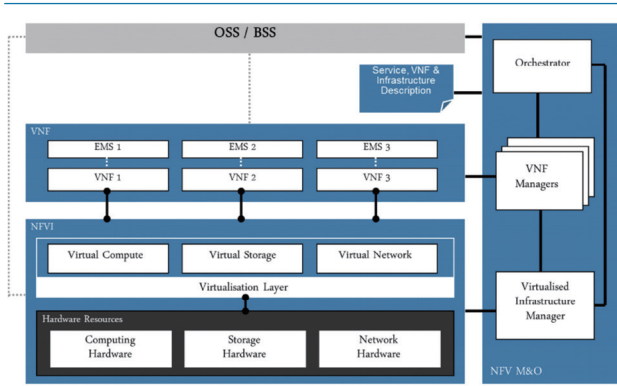 OSS / BSS
Service, VNF &
Infrastructure
Description
Orchestrator
VNF
EMS 1
EMS 2
EMS 3
VNF 1
VNF 2
VNF 3
VNF
Managers
NFVI
Virtual Compute
Virtual Storage
Virtual Network
Virtualisation Layer
Virtualised
Infrastructure
Manager
Hardware Resources
Computing
Hardware
Storage
Hardware
Network
Hardware
NFV M&O